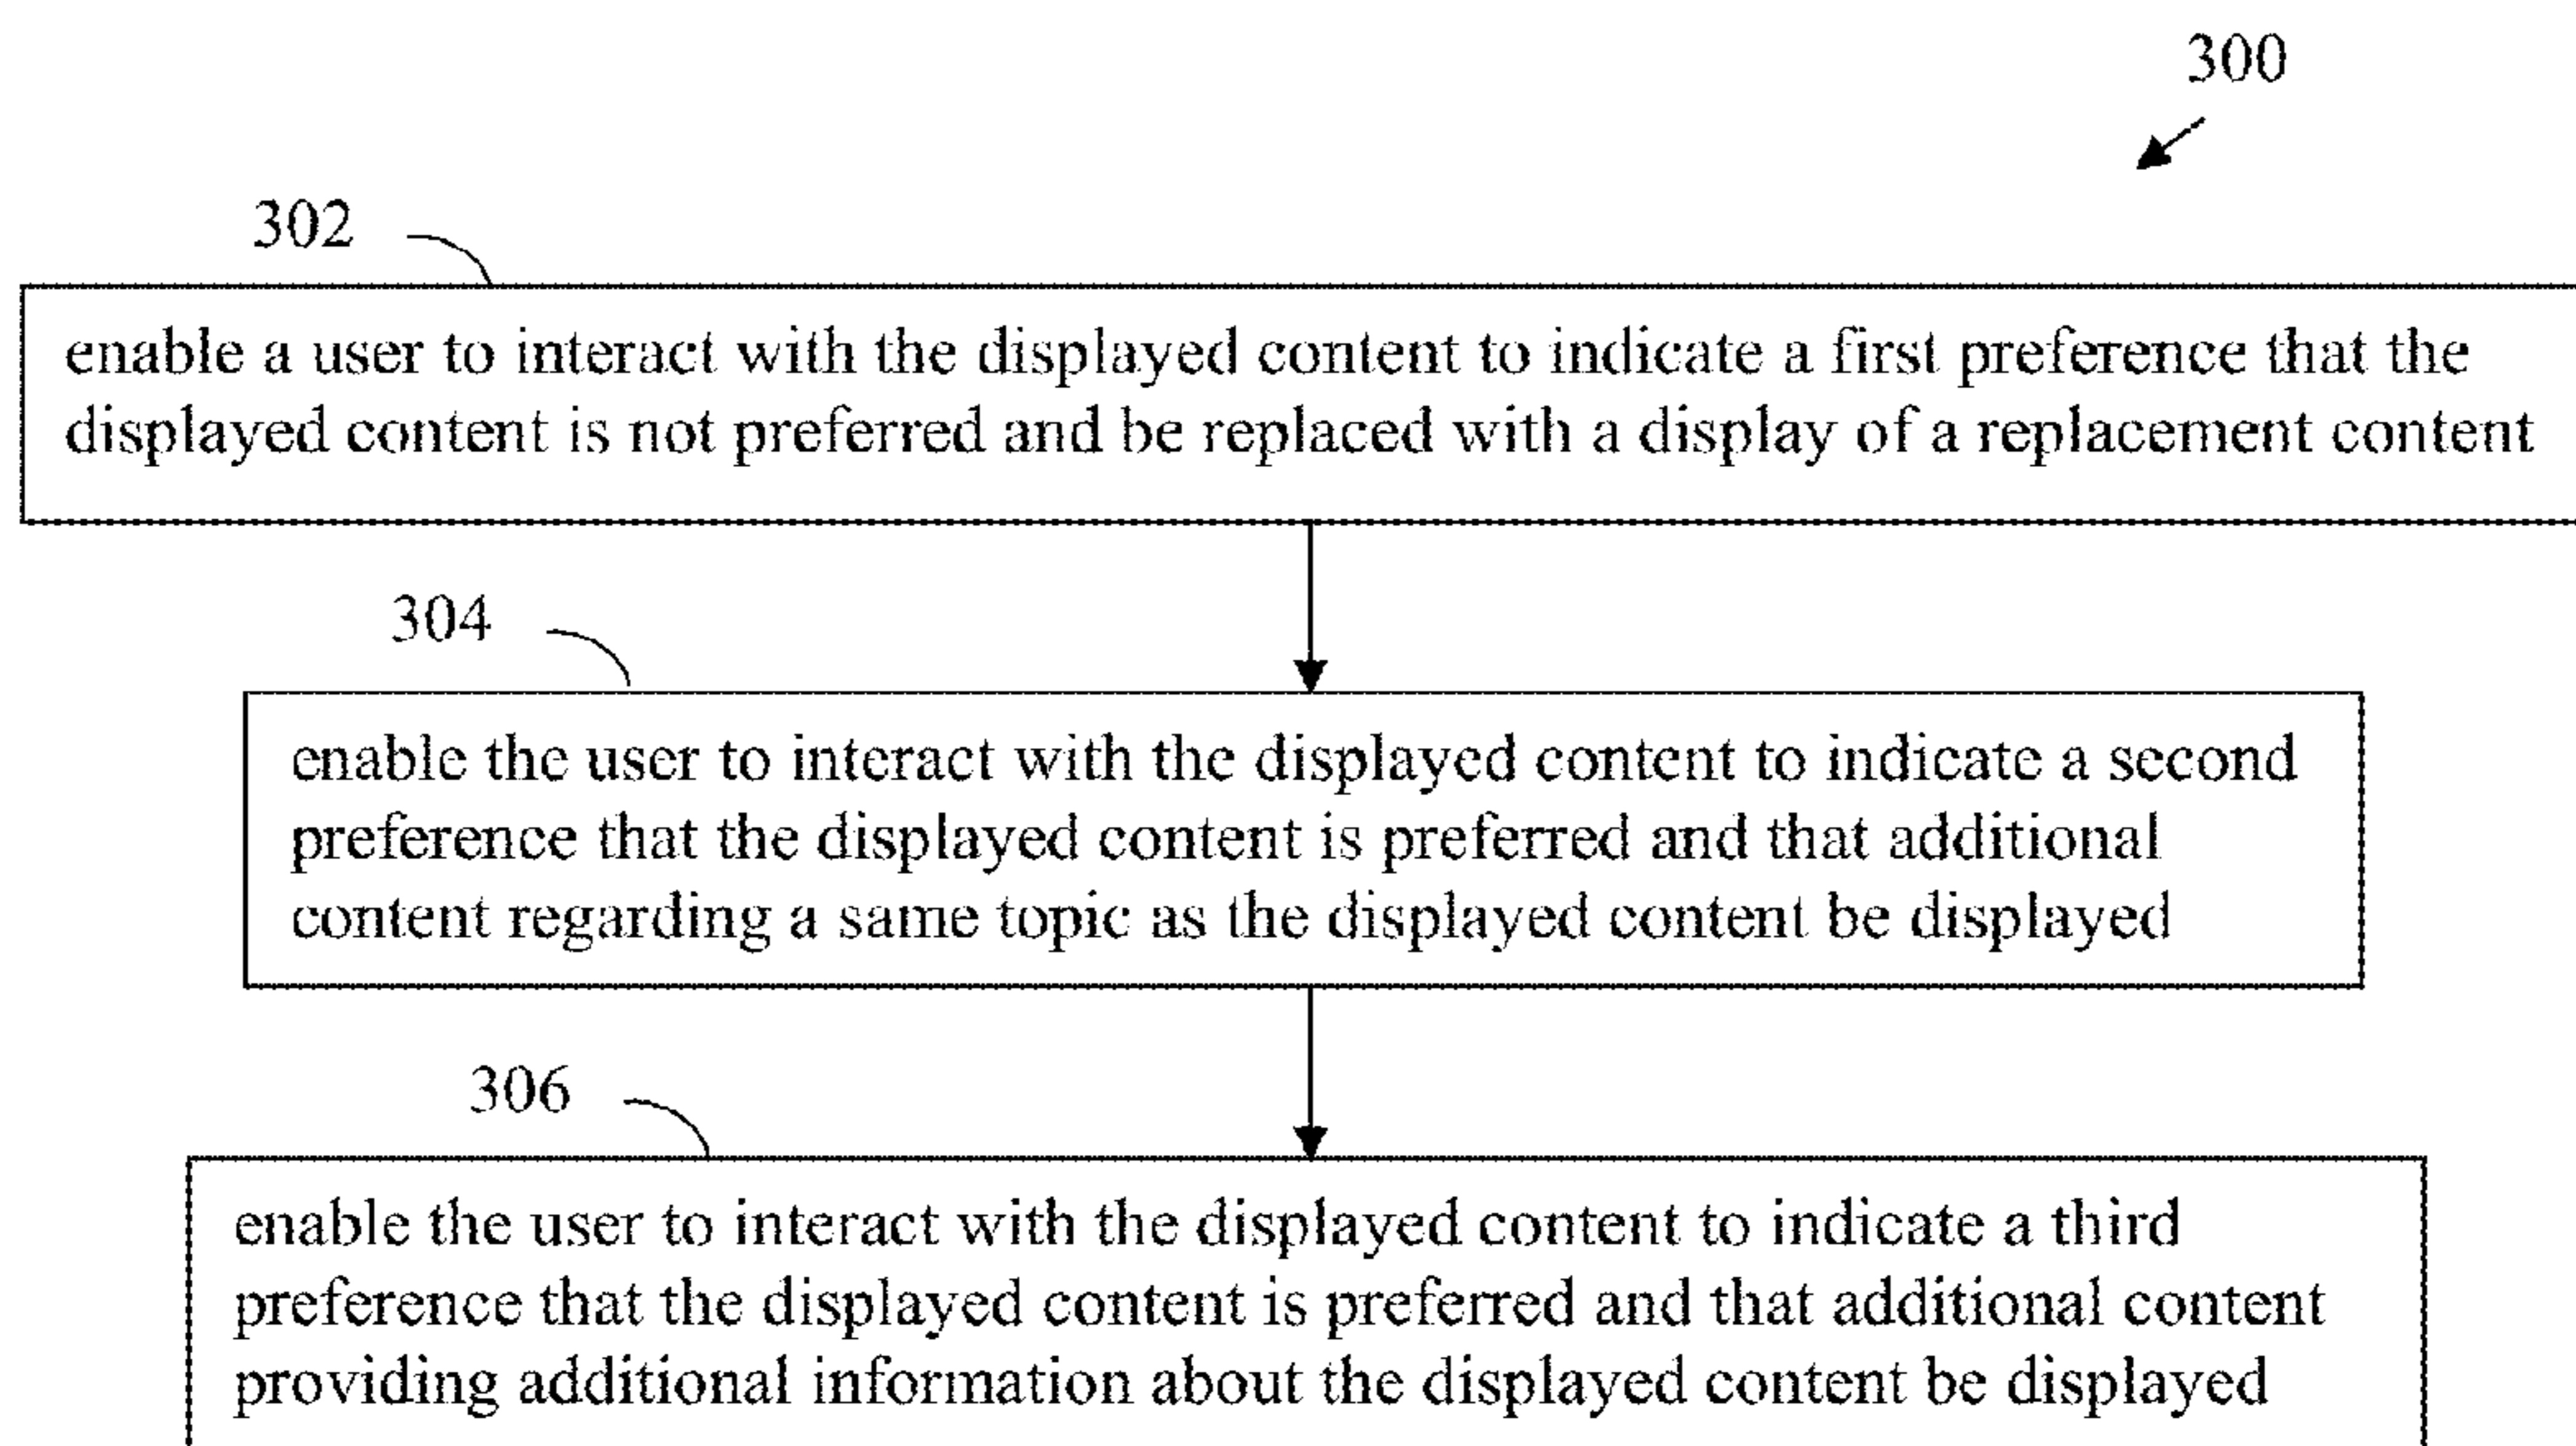 300
302
enable a user to interact with the displayed content to indicate a first preference that the
displayed content is not preferred and be replaced with a display of a replacement content
304
enable the user to interact with the displayed content to indicate a second
preference that the displayed content is preferred and that additional
content regarding a same topic as the displayed content be displayed
306
enable the user to interact with the displayed content to indicate a third
preference that the displayed content is preferred and that additional content
providing additional information about the displayed content be displayed